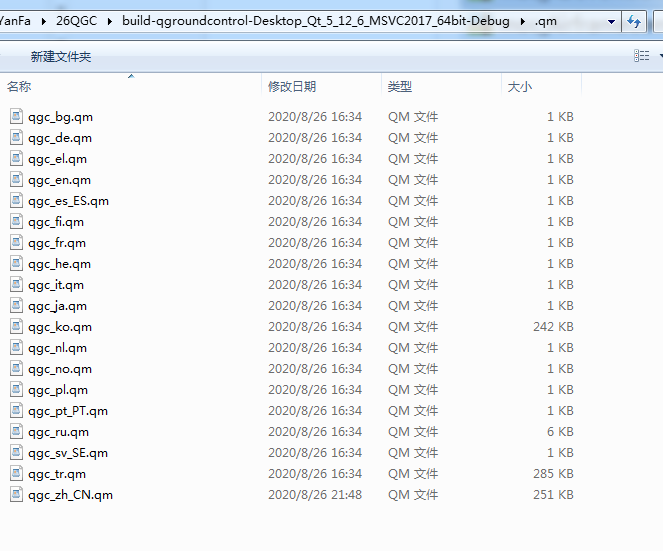 YanFa › 26QGC › build-qgroundcontrol-Desktop_Qt_5_12_6_MSVC2017_64bit-Debug › .qm
新建文件夹
名称 修改日期 类型 大小
qgc_bg.qm 2020/8/26 16:34 QM 文件 1 KB
qgc_de.qm 2020/8/26 16:34 QM 文件 1 KB
qgc_el.qm 2020/8/26 16:34 QM 文件 1 KB
qgc_en.qm 2020/8/26 16:34 QM 文件 1 KB
qgc_es_ES.qm 2020/8/26 16:34 QM 文件 1 KB
qgc_fi.qm 2020/8/26 16:34 QM 文件 1 KB
qgc_fr.qm 2020/8/26 16:34 QM 文件 1 KB
qgc_he.qm 2020/8/26 16:34 QM 文件 1 KB
qgc_it.qm 2020/8/26 16:34 QM 文件 1 KB
qgc_ja.qm 2020/8/26 16:34 QM 文件 1 KB
qgc_ko.qm 2020/8/26 16:34 QM 文件 242 KB
qgc_nl.qm 2020/8/26 16:34 QM 文件 1 KB
qgc_no.qm 2020/8/26 16:34 QM 文件 1 KB
qgc_pl.qm 2020/8/26 16:34 QM 文件 1 KB
qgc_pt_PT.qm 2020/8/26 16:34 QM 文件 1 KB
qgc_ru.qm 2020/8/26 16:34 QM 文件 6 KB
qgc_sv_SE.qm 2020/8/26 16:34 QM 文件 1 KB
qgc_tr.qm 2020/8/26 16:34 QM 文件 285 KB
qgc_zh_CN.qm 2020/8/26 21:48 QM 文件 251 KB